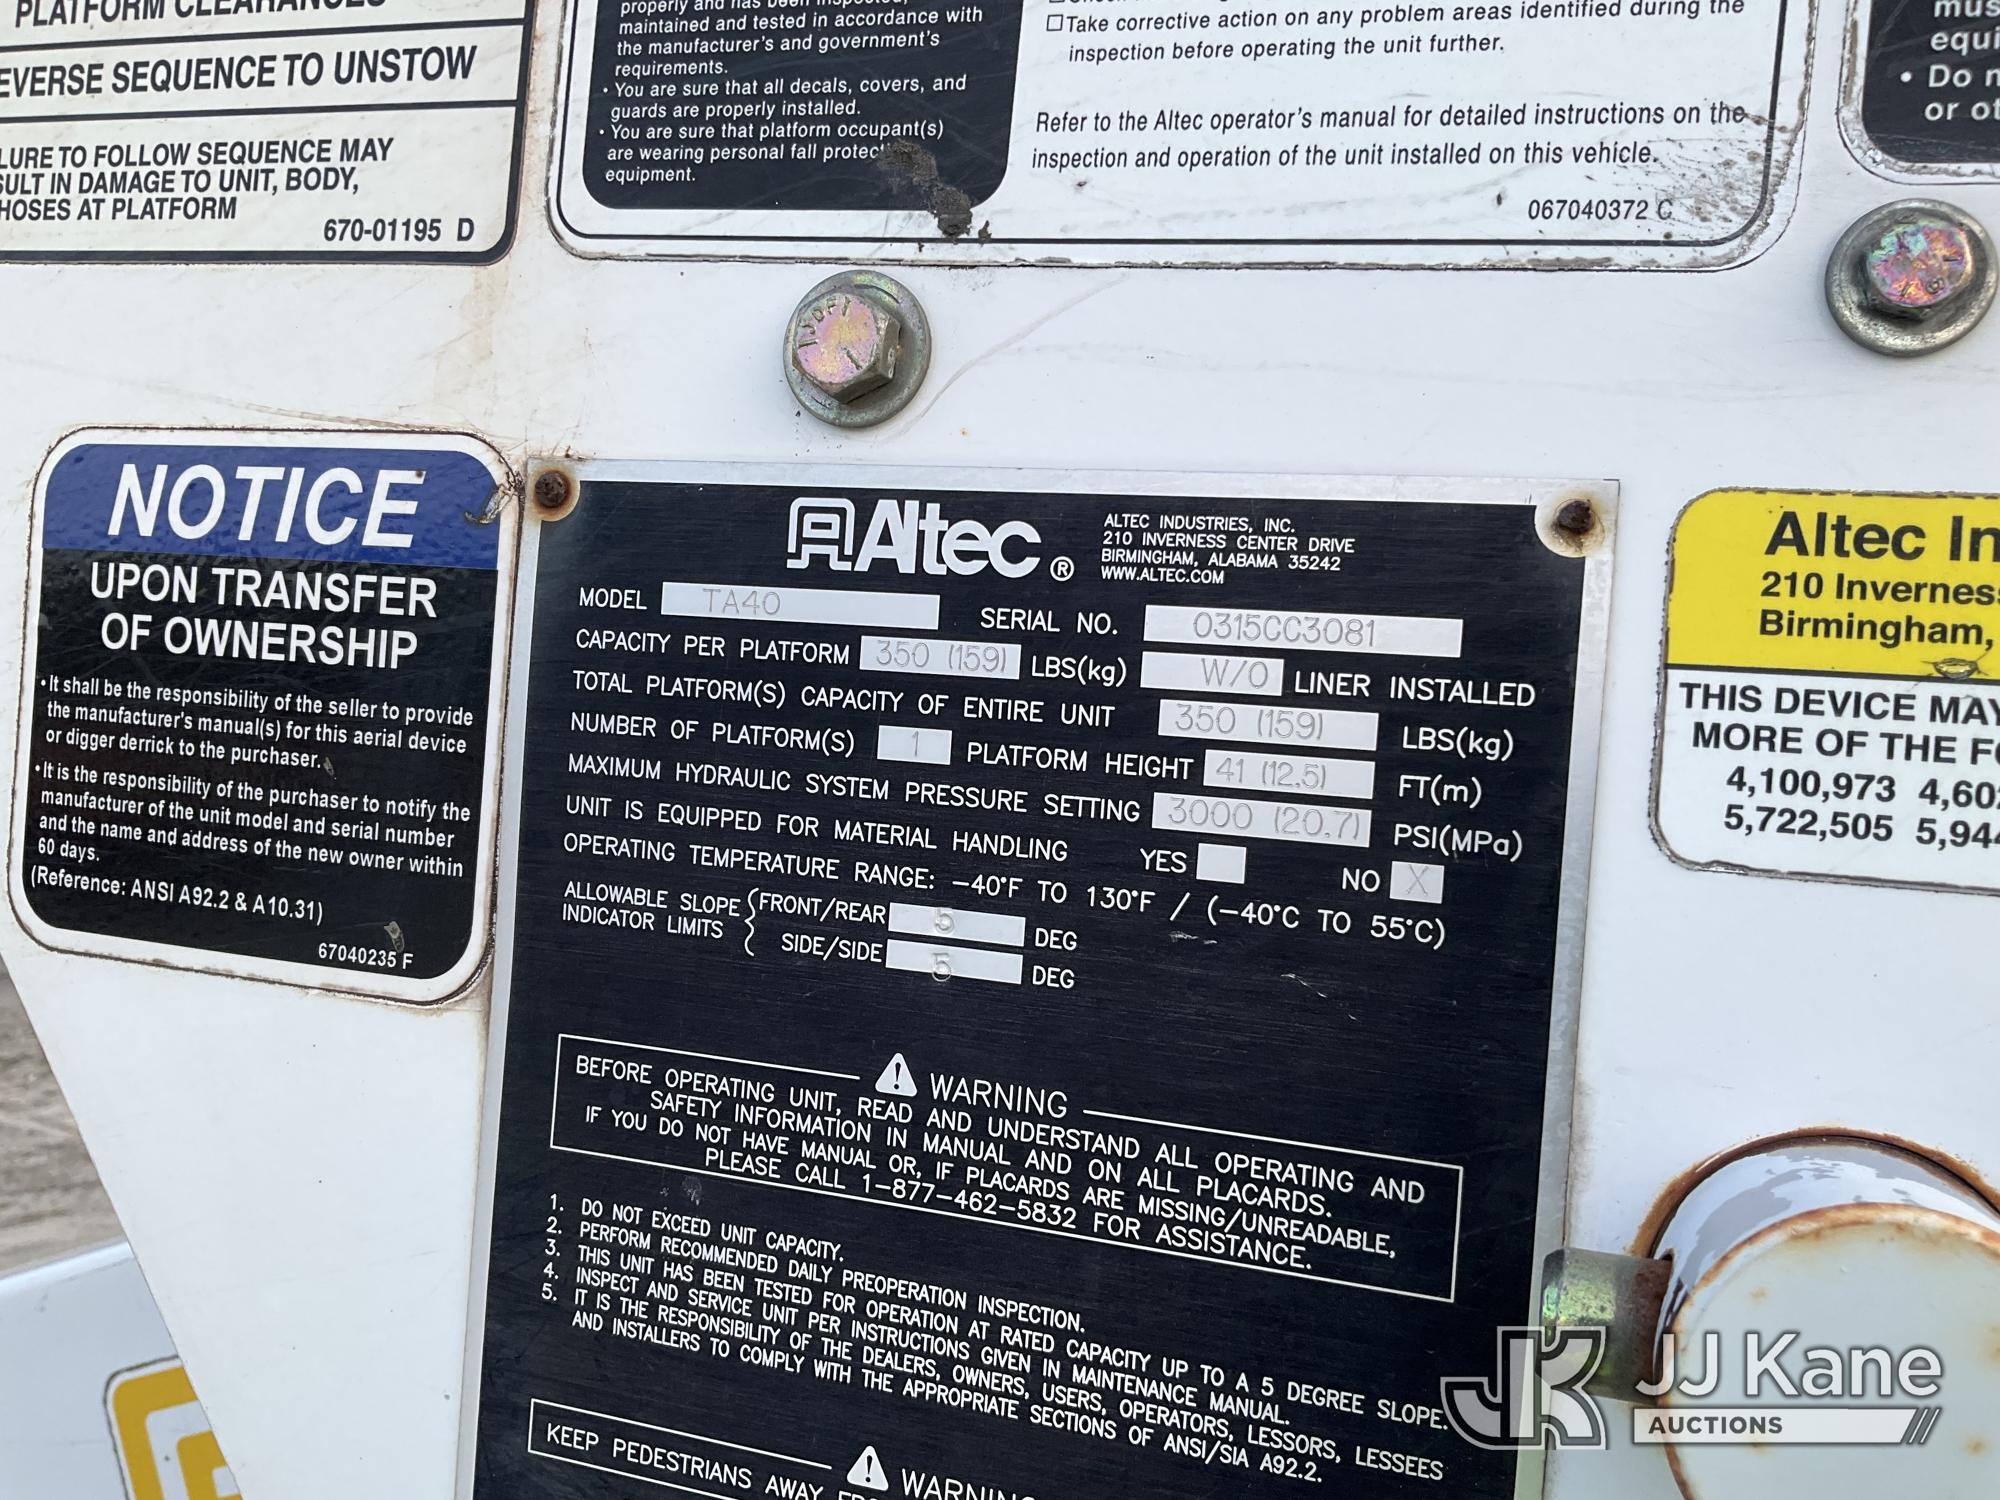 PLATFORM CLEARANCES
EVERSE SEQUENCE TO UNSTOW
LURE TO FOLLOW SEQUENCE MAY
SULT IN DAMAGE TO UNIT, BODY,
HOSES AT PLATFORM
670-01195 D
properly and has been inspected,
maintained and tested in accordance with
the manufacturer's and government's
requirements.
• You are sure that all decals, covers, and
guards are properly installed.
• You are sure that platform occupant(s)
are wearing personal fall protec
equipment.
☐ Take corrective action on any problem areas identified during the
inspection before operating the unit further.
Refer to the Altec operator's manual for detailed instructions on the
inspection and operation of the unit installed on this vehicle.
067040372 C
mus
equi
• Do n
or ot
NOTICE
UPON TRANSFER
OF OWNERSHIP
• It shall be the responsibility of the seller to provide
the manufacturer's manual(s) for this aerial device
or digger derrick to the purchaser.
• It is the responsibility of the purchaser to notify the
manufacturer of the unit model and serial number
and the name and address of the new owner within
60 days.
(Reference: ANSI A92.2 & A10.31)
67040235 F
Altec®
ALTEC INDUSTRIES, INC.
210 INVERNESS CENTER DRIVE
BIRMINGHAM, ALABAMA 35242
WWW.ALTEC.COM
MODEL TA40 SERIAL NO. 0315CC3081
CAPACITY PER PLATFORM 350 (159) LBS(kg) W/O LINER INSTALLED
TOTAL PLATFORM(S) CAPACITY OF ENTIRE UNIT 350 (159) LBS(kg)
NUMBER OF PLATFORM(S) 1 PLATFORM HEIGHT 41 (12.5) FT(m)
MAXIMUM HYDRAULIC SYSTEM PRESSURE SETTING 3000 (20.7) PSI(MPa)
UNIT IS EQUIPPED FOR MATERIAL HANDLING YES NO X
OPERATING TEMPERATURE RANGE: -40°F TO 130°F / (-40°C TO 55°C)
ALLOWABLE SLOPE FRONT/REAR 5 DEG
INDICATOR LIMITS SIDE/SIDE 5 DEG
WARNING
BEFORE OPERATING UNIT, READ AND UNDERSTAND ALL OPERATING AND
SAFETY INFORMATION IN MANUAL AND ON ALL PLACARDS.
IF YOU DO NOT HAVE MANUAL OR, IF PLACARDS ARE MISSING/UNREADABLE,
PLEASE CALL 1-877-462-5832 FOR ASSISTANCE.
1. DO NOT EXCEED UNIT CAPACITY.
2. PERFORM RECOMMENDED DAILY PREOPERATION INSPECTION.
3. THIS UNIT HAS BEEN TESTED FOR OPERATION AT RATED CAPACITY UP TO A 5 DEGREE SLOPE.
4. INSPECT AND SERVICE UNIT PER INSTRUCTIONS GIVEN IN MAINTENANCE MANUAL.
5. IT IS THE RESPONSIBILITY OF THE DEALERS, OWNERS, USERS, OPERATORS, LESSORS, LESSEES
AND INSTALLERS TO COMPLY WITH THE APPROPRIATE SECTIONS OF ANSI/SIA A92.2.
WARNING
KEEP PEDESTRIANS AWAY
Altec In
210 Invernes
Birmingham,
THIS DEVICE MAY
MORE OF THE F
4,100,973 4,60
5,722,505 5,944
JK JJ Kane
AUCTIONS